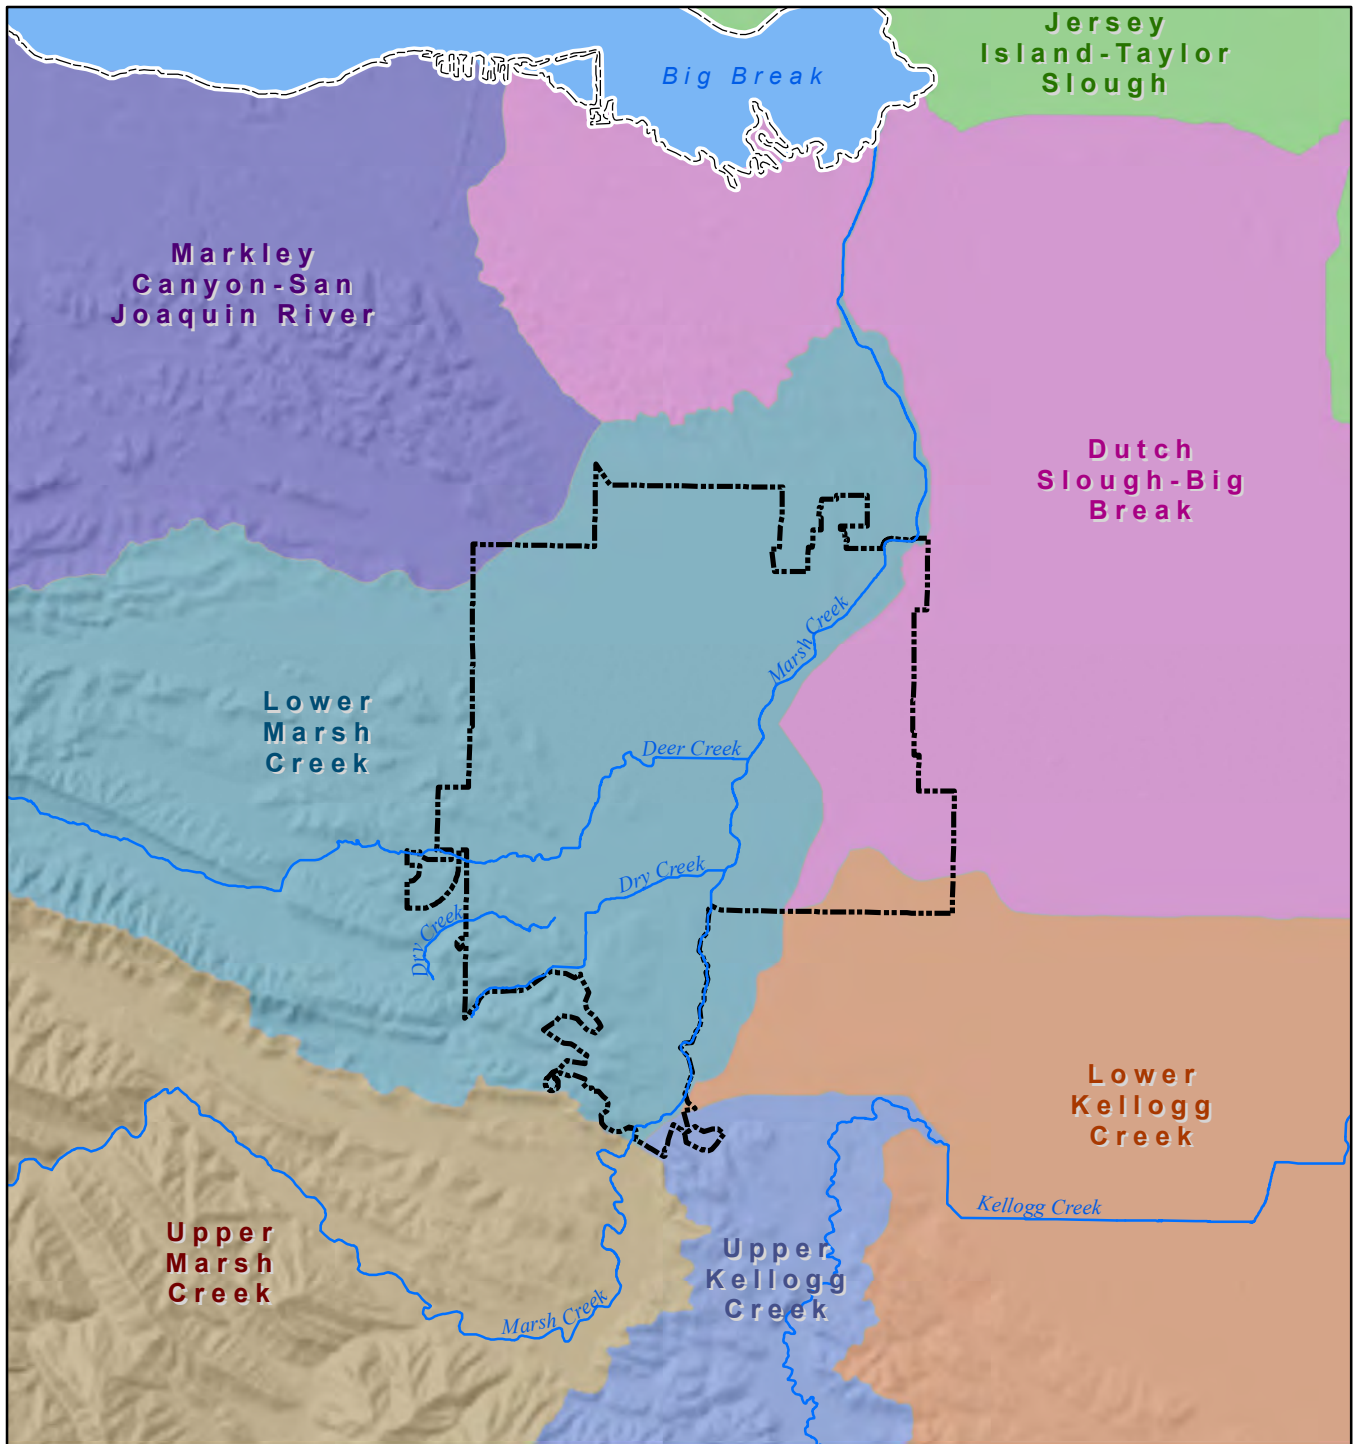 Jersey
Island-Taylor
Slough
Big Break
Markley
Canyon-San
Joaquin River
Dutch
Slough-Big
Break
Marsh Creek
Lower
Marsh
Creek
Deer Creek
Dry Creek
Dry Creek
Lower
Kellogg
Creek
Kellogg Creek
Upper
Marsh
Creek
Upper
Kellogg
Creek
Marsh Creek